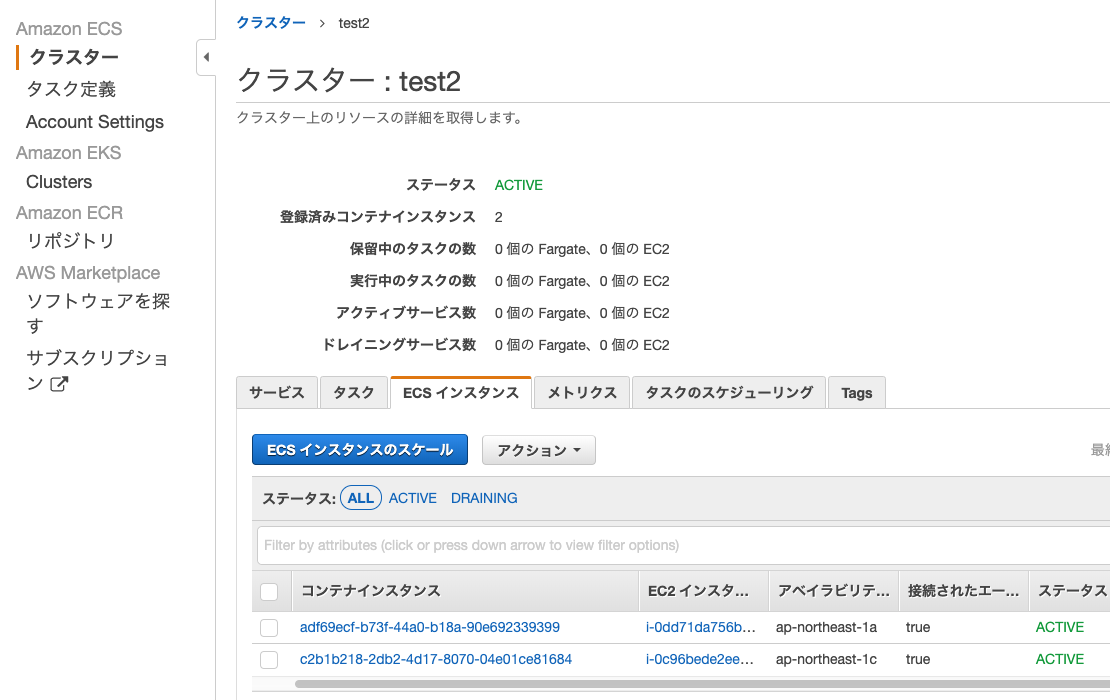 Amazon ECS
クラスター
タスク定義
Account Settings
Amazon EKS
Clusters
Amazon ECR
リポジトリ
AWS Marketplace
ソフトウェアを探
す
サブスクリプショ
ン
クラスター > test2
クラスター : test2
クラスター上のリソースの詳細を取得します。
ステータス ACTIVE
登録済みコンテナインスタンス 2
保留中のタスクの数 0 個の Fargate、0 個の EC2
実行中のタスクの数 0 個の Fargate、0 個の EC2
アクティブサービス数 0 個の Fargate、0 個の EC2
ドレイニングサービス数 0 個の Fargate、0 個の EC2
サービス タスク ECS インスタンス メトリクス タスクのスケジューリング Tags
ECS インスタンスのスケール アクション 最終
ステータス: ALL ACTIVE DRAINING
Filter by attributes (click or press down arrow to view filter options)
コンテナインスタンス EC2 インスタ... アベイラビリテ... 接続されたエー... ステータス
adf69ecf-b73f-44a0-b18a-90e692339399 i-0dd71da756b... ap-northeast-1a true ACTIVE
c2b1b218-2db2-4d17-8070-04e01ce81684 i-0c96bede2ee... ap-northeast-1c true ACTIVE